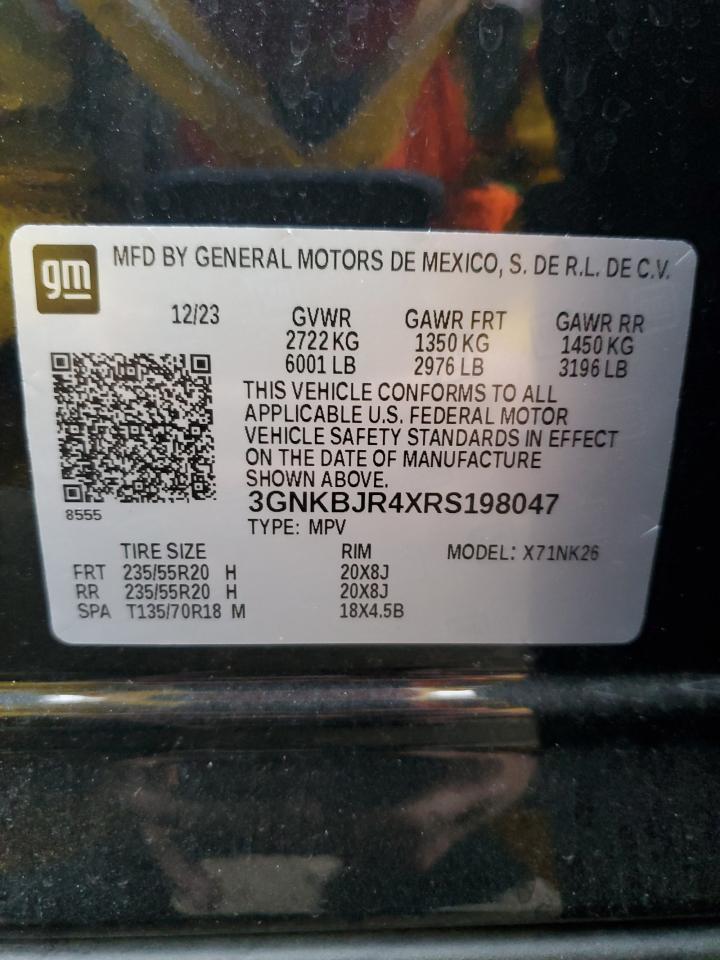 gm
MFD BY GENERAL MOTORS DE MEXICO, S. DE R.L. DE C.V.
12/23 GVWR GAWR FRT GAWR RR
2722 KG 1350 KG 1450 KG
6001 LB 2976 LB 3196 LB
THIS VEHICLE CONFORMS TO ALL
APPLICABLE U.S. FEDERAL MOTOR
VEHICLE SAFETY STANDARDS IN EFFECT
ON THE DATE OF MANUFACTURE
SHOWN ABOVE.
8555
3GNKBJR4XRS198047
TYPE: MPV
TIRE SIZE RIM MODEL: X71NK26
FRT 235/55R20 H 20X8J
RR 235/55R20 H 20X8J
SPA T135/70R18 M 18X4.5B